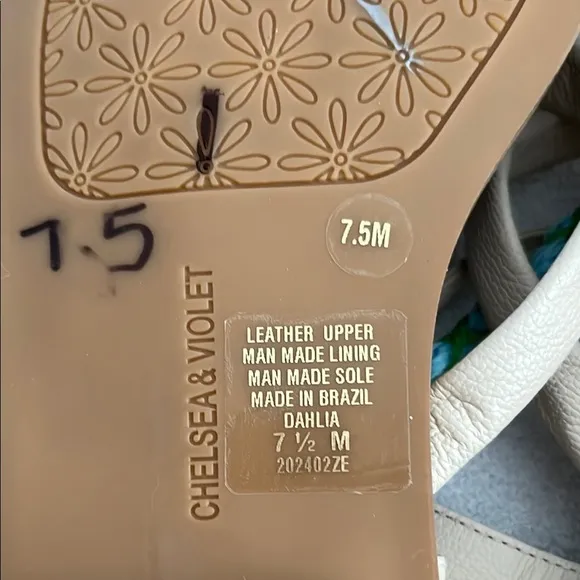 7.5
7.5M
CHELSEA & VIOLET
LEATHER UPPER
MAN MADE LINING
MAN MADE SOLE
MADE IN BRAZIL
DAHLIA
7 ½ M
202402ZE